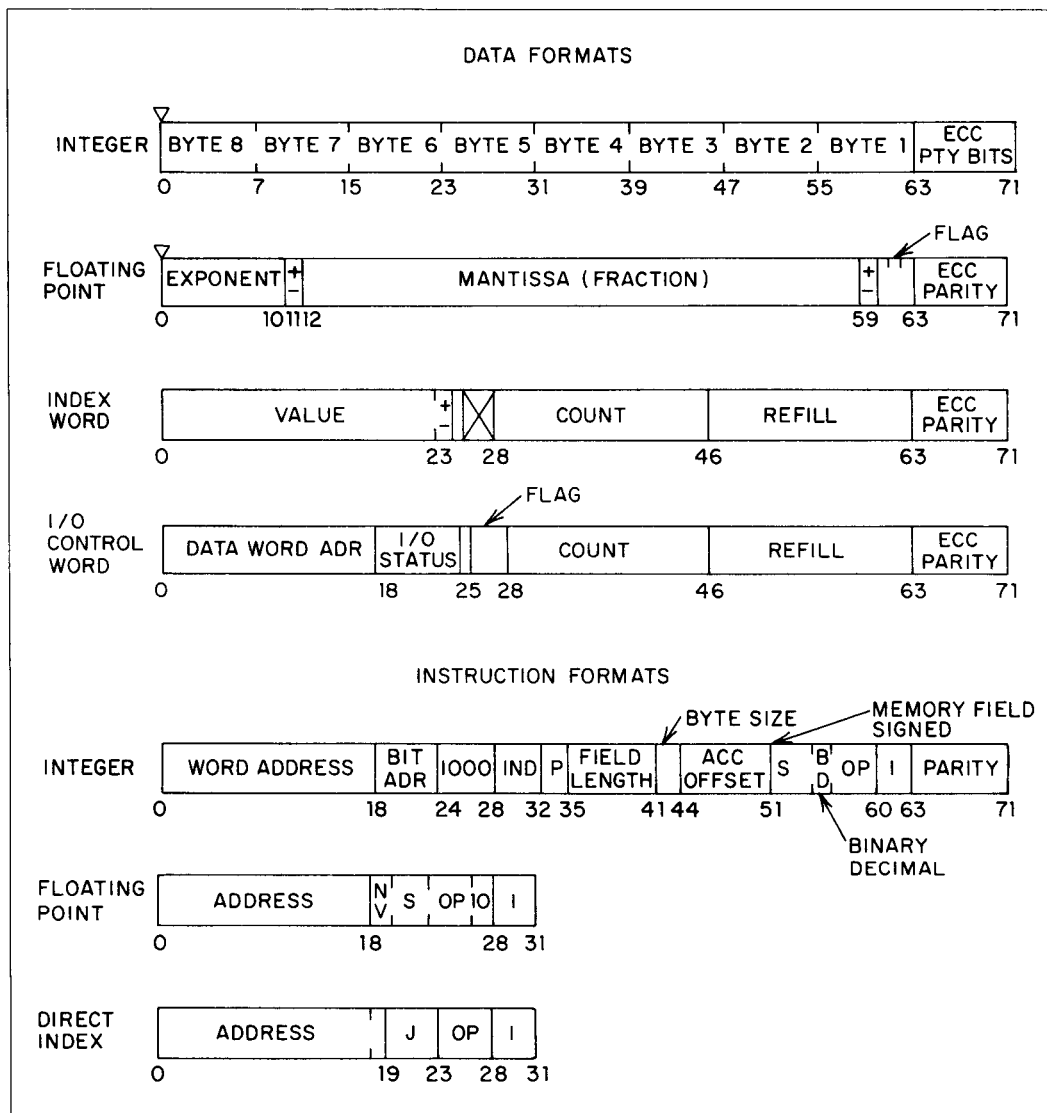 DATA FORMATS
INTEGER
BYTE 8 BYTE 7 BYTE 6 BYTE 5 BYTE 4 BYTE 3 BYTE 2 BYTE 1 ECC
PTY BITS
0 7 15 23 31 39 47 55 63 71
FLAG
FLOATING
POINT
EXPONENT + - MANTISSA (FRACTION) + - ECC
PARITY
0 10 11 12 59 63 71
INDEX
WORD
VALUE + - COUNT REFILL ECC
PARITY
0 23 28 46 63 71
FLAG
I/O
CONTROL
WORD
DATA WORD ADR I/O
STATUS COUNT REFILL ECC
PARITY
0 18 25 28 46 63 71
INSTRUCTION FORMATS
BYTE SIZE
MEMORY FIELD
SIGNED
INTEGER
WORD ADDRESS BIT
ADR 1000 IND P FIELD
LENGTH ACC
OFFSET S B
D OP I PARITY
0 18 24 28 32 35 41 44 51 60 63 71
BINARY
DECIMAL
FLOATING
POINT
ADDRESS N
V S OP 10 I
0 18 28 31
DIRECT
INDEX
ADDRESS J OP I
0 19 23 28 31